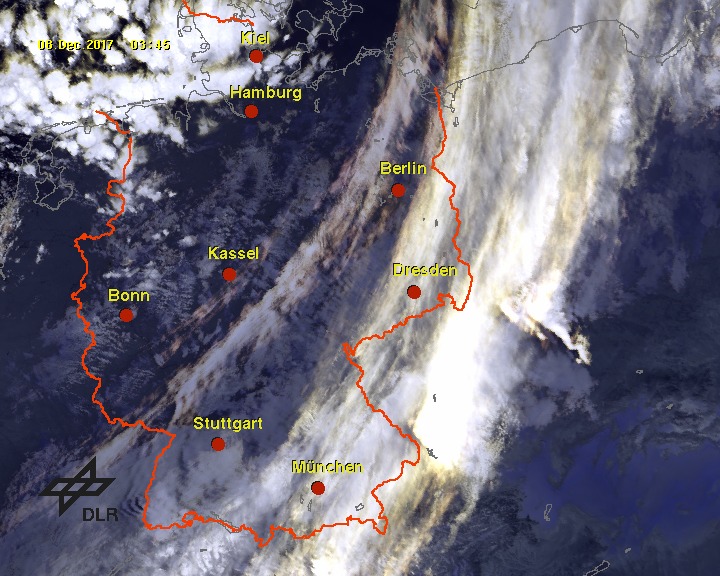 Kiel
08 Dec 2017 03:45
Hamburg
Berlin
Kassel
Dresden
Bonn
Stuttgart
München
DLR